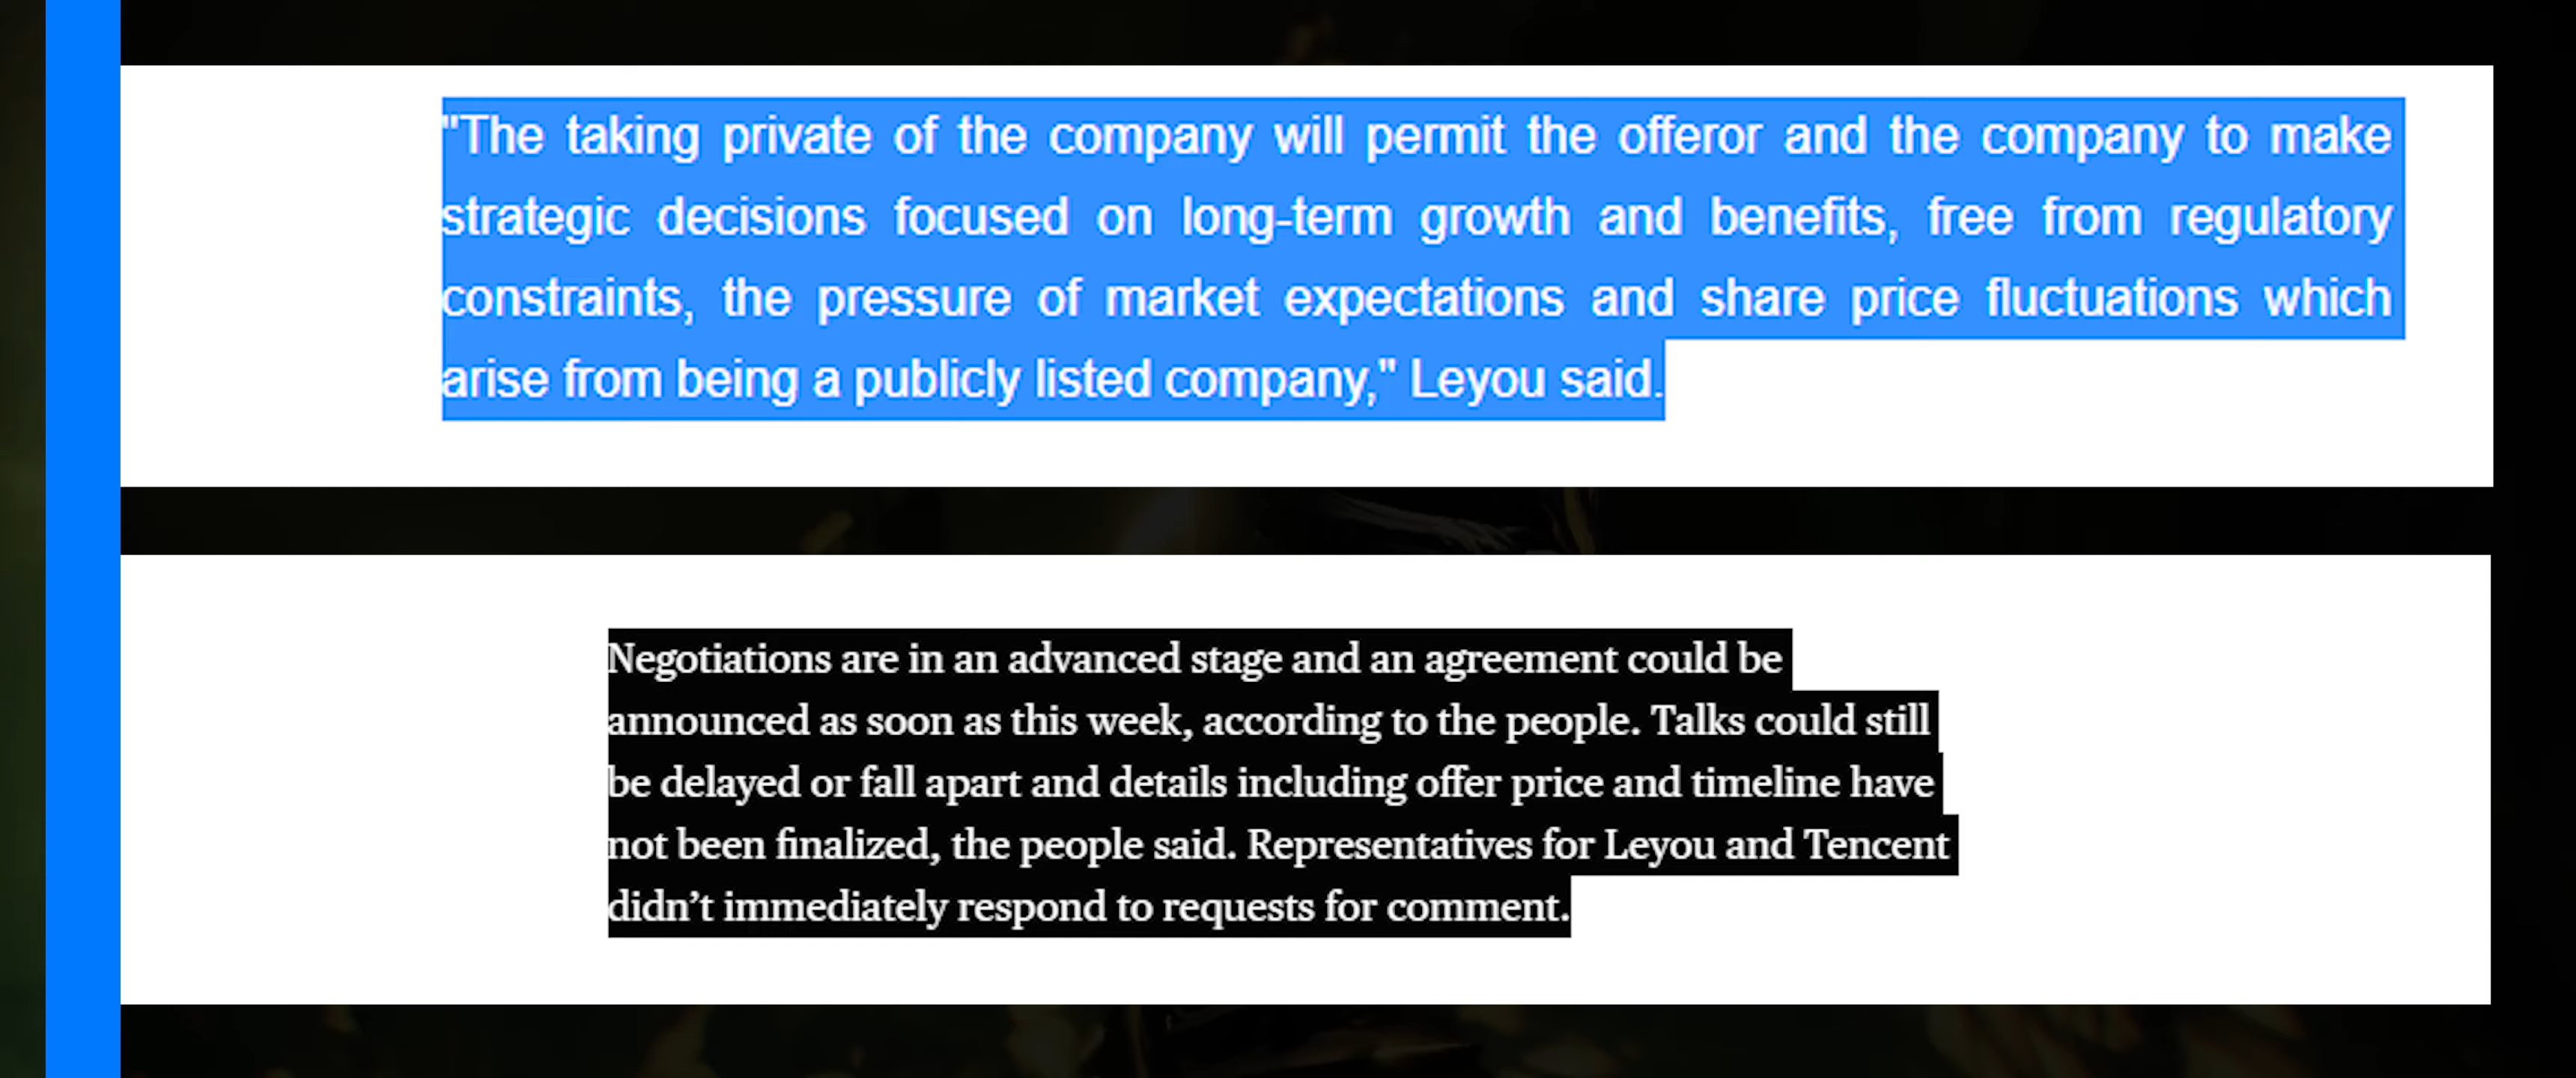 "The taking private of the company will permit the offeror and the company to make
strategic decisions focused on long-term growth and benefits, free from regulatory
constraints, the pressure of market expectations and share price fluctuations which
arise from being a publicly listed company," Leyou said.
Negotiations are in an advanced stage and an agreement could be
announced as soon as this week, according to the people. Talks could still
be delayed or fall apart and details including offer price and timeline have
not been finalized, the people said. Representatives for Leyou and Tencent
didn’t immediately respond to requests for comment.